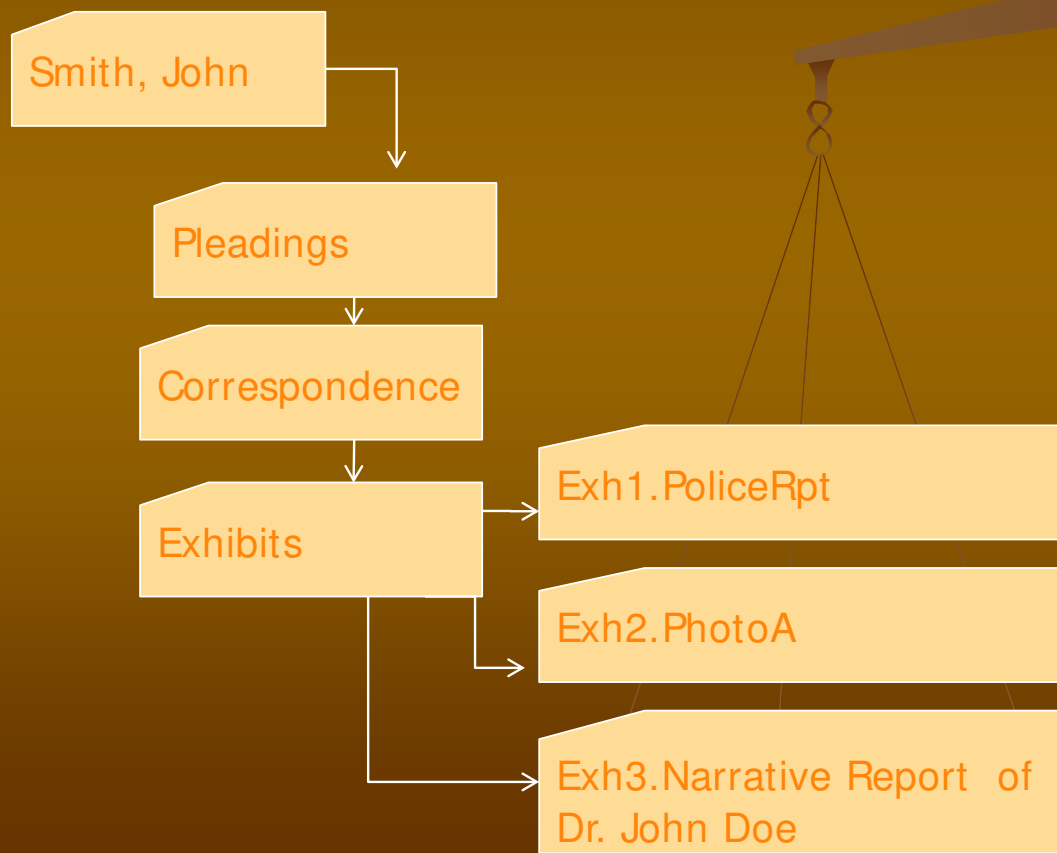 Smith, John
Pleadings
Correspondence
Exhibits
Exh1.PoliceRpt
Exh2.PhotoA
Exh3.Narrative Report of
Dr. John Doe